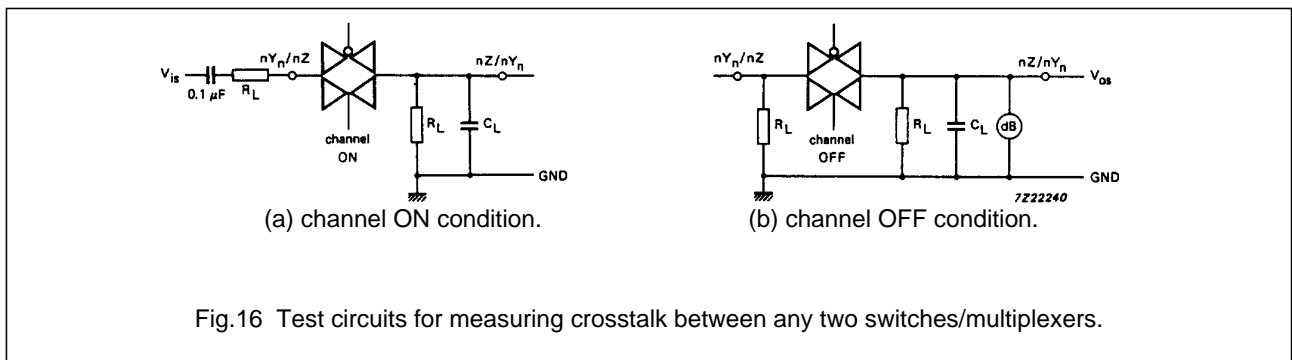 V_is
0.1 µF
R_L
nY_n/nZ
channel
ON
nZ/nY_n
R_L
C_L
GND
(a) channel ON condition.
nY_n/nZ
R_L
channel
OFF
nZ/nY_n
V_os
R_L
C_L
dB
GND
7Z22240
(b) channel OFF condition.
Fig.16 Test circuits for measuring crosstalk between any two switches/multiplexers.